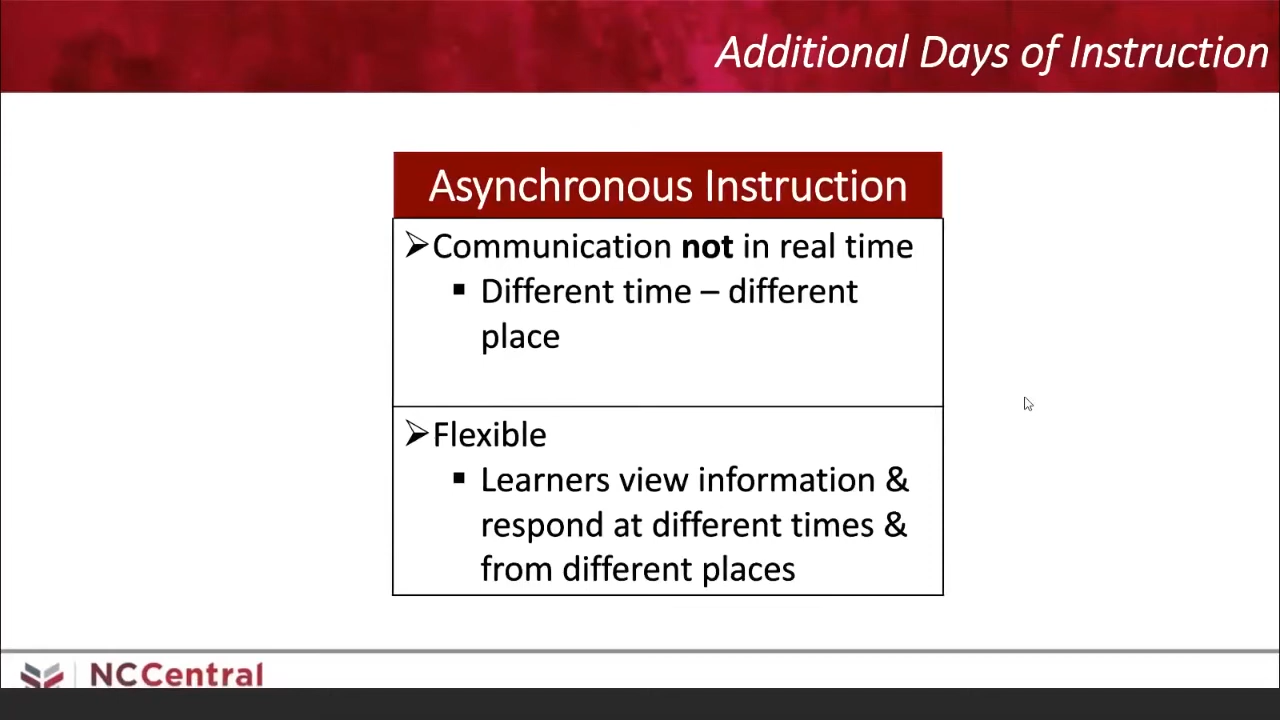 Additional Days of Instruction
Asynchronous Instruction
➢Communication not in real time
▪ Different time – different
place
➢Flexible
▪ Learners view information &
respond at different times &
from different places
NCCentral